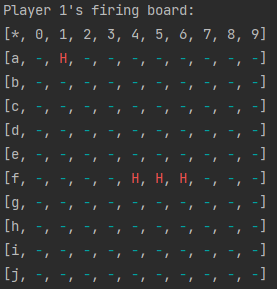 Player 1's firing board:
[*, 0, 1, 2, 3, 4, 5, 6, 7, 8, 9]
[a, -, H, -, -, -, -, -, -, -, -]
[b, -, -, -, -, -, -, -, -, -, -]
[c, -, -, -, -, -, -, -, -, -, -]
[d, -, -, -, -, -, -, -, -, -, -]
[e, -, -, -, -, -, -, -, -, -, -]
[f, -, -, -, -, H, H, H, -, -, -]
[g, -, -, -, -, -, -, -, -, -, -]
[h, -, -, -, -, -, -, -, -, -, -]
[i, -, -, -, -, -, -, -, -, -, -]
[j, -, -, -, -, -, -, -, -, -, -]